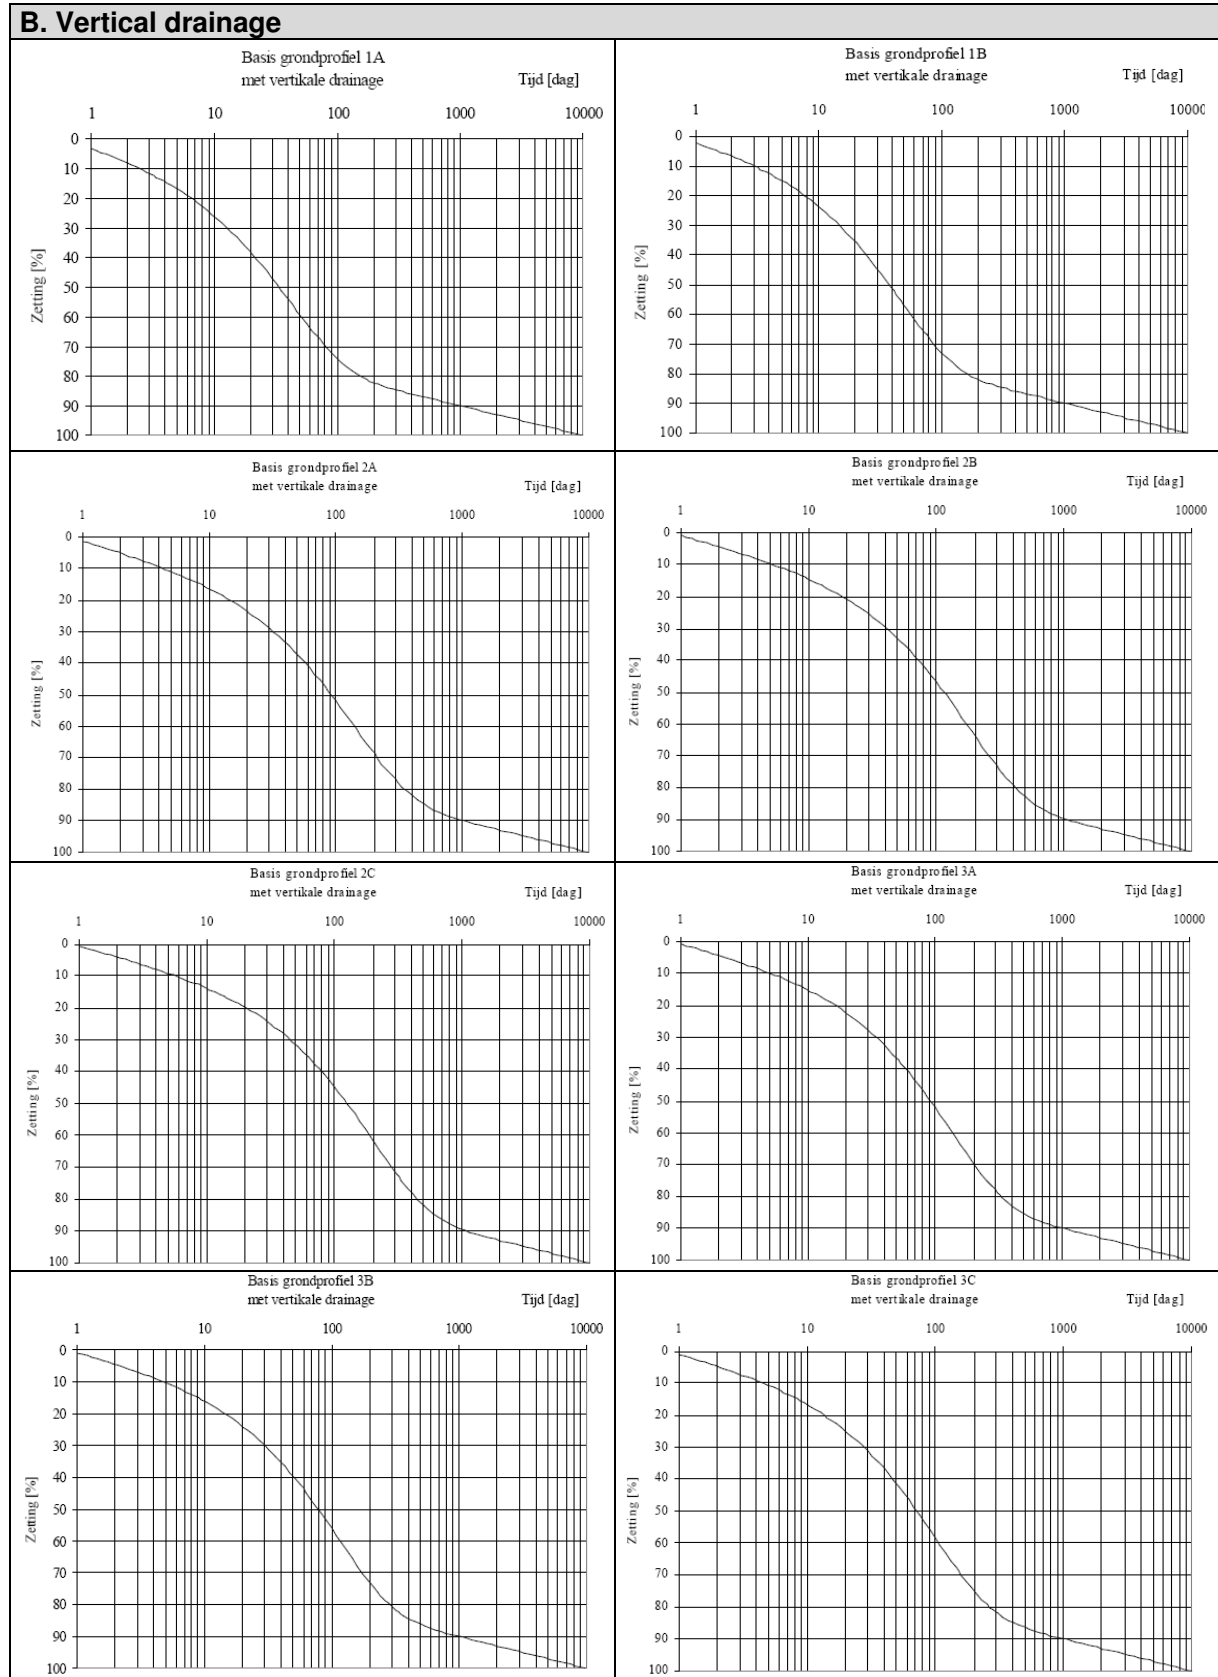 B. Vertical drainage
Basis grondprofiel 1A
met vertikale drainage
Tijd [dag]
1 10 100 1000 10000
0
10
20
30
40
50
60
70
80
90
100
Zetting [%]
Basis grondprofiel 1B
met vertikale drainage
Tijd [dag]
1 10 100 1000 10000
0
10
20
30
40
50
60
70
80
90
100
Zetting [%]
Basis grondprofiel 2A
met vertikale drainage
Tijd [dag]
1 10 100 1000 10000
0
10
20
30
40
50
60
70
80
90
100
Zetting [%]
Basis grondprofiel 2B
met vertikale drainage
Tijd [dag]
1 10 100 1000 10000
0
10
20
30
40
50
60
70
80
90
100
Zetting [%]
Basis grondprofiel 2C
met vertikale drainage
Tijd [dag]
1 10 100 1000 10000
0
10
20
30
40
50
60
70
80
90
100
Zetting [%]
Basis grondprofiel 3A
met vertikale drainage
Tijd [dag]
1 10 100 1000 10000
0
10
20
30
40
50
60
70
80
90
100
Zetting [%]
Basis grondprofiel 3B
met vertikale drainage
Tijd [dag]
1 10 100 1000 10000
0
10
20
30
40
50
60
70
80
90
100
Zetting [%]
Basis grondprofiel 3C
met vertikale drainage
Tijd [dag]
1 10 100 1000 10000
0
10
20
30
40
50
60
70
80
90
100
Zetting [%]